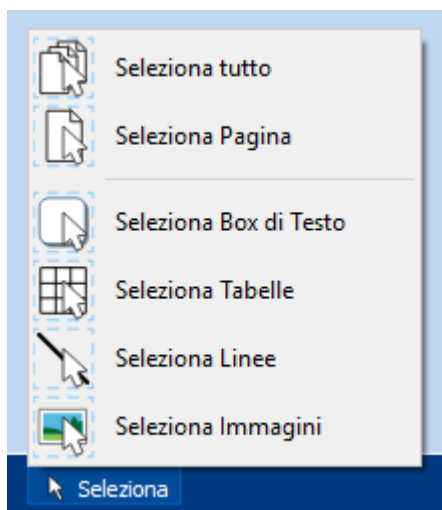 Seleziona tutto
Seleziona Pagina
Seleziona Box di Testo
Seleziona Tabelle
Seleziona Linee
Seleziona Immagini
Seleziona